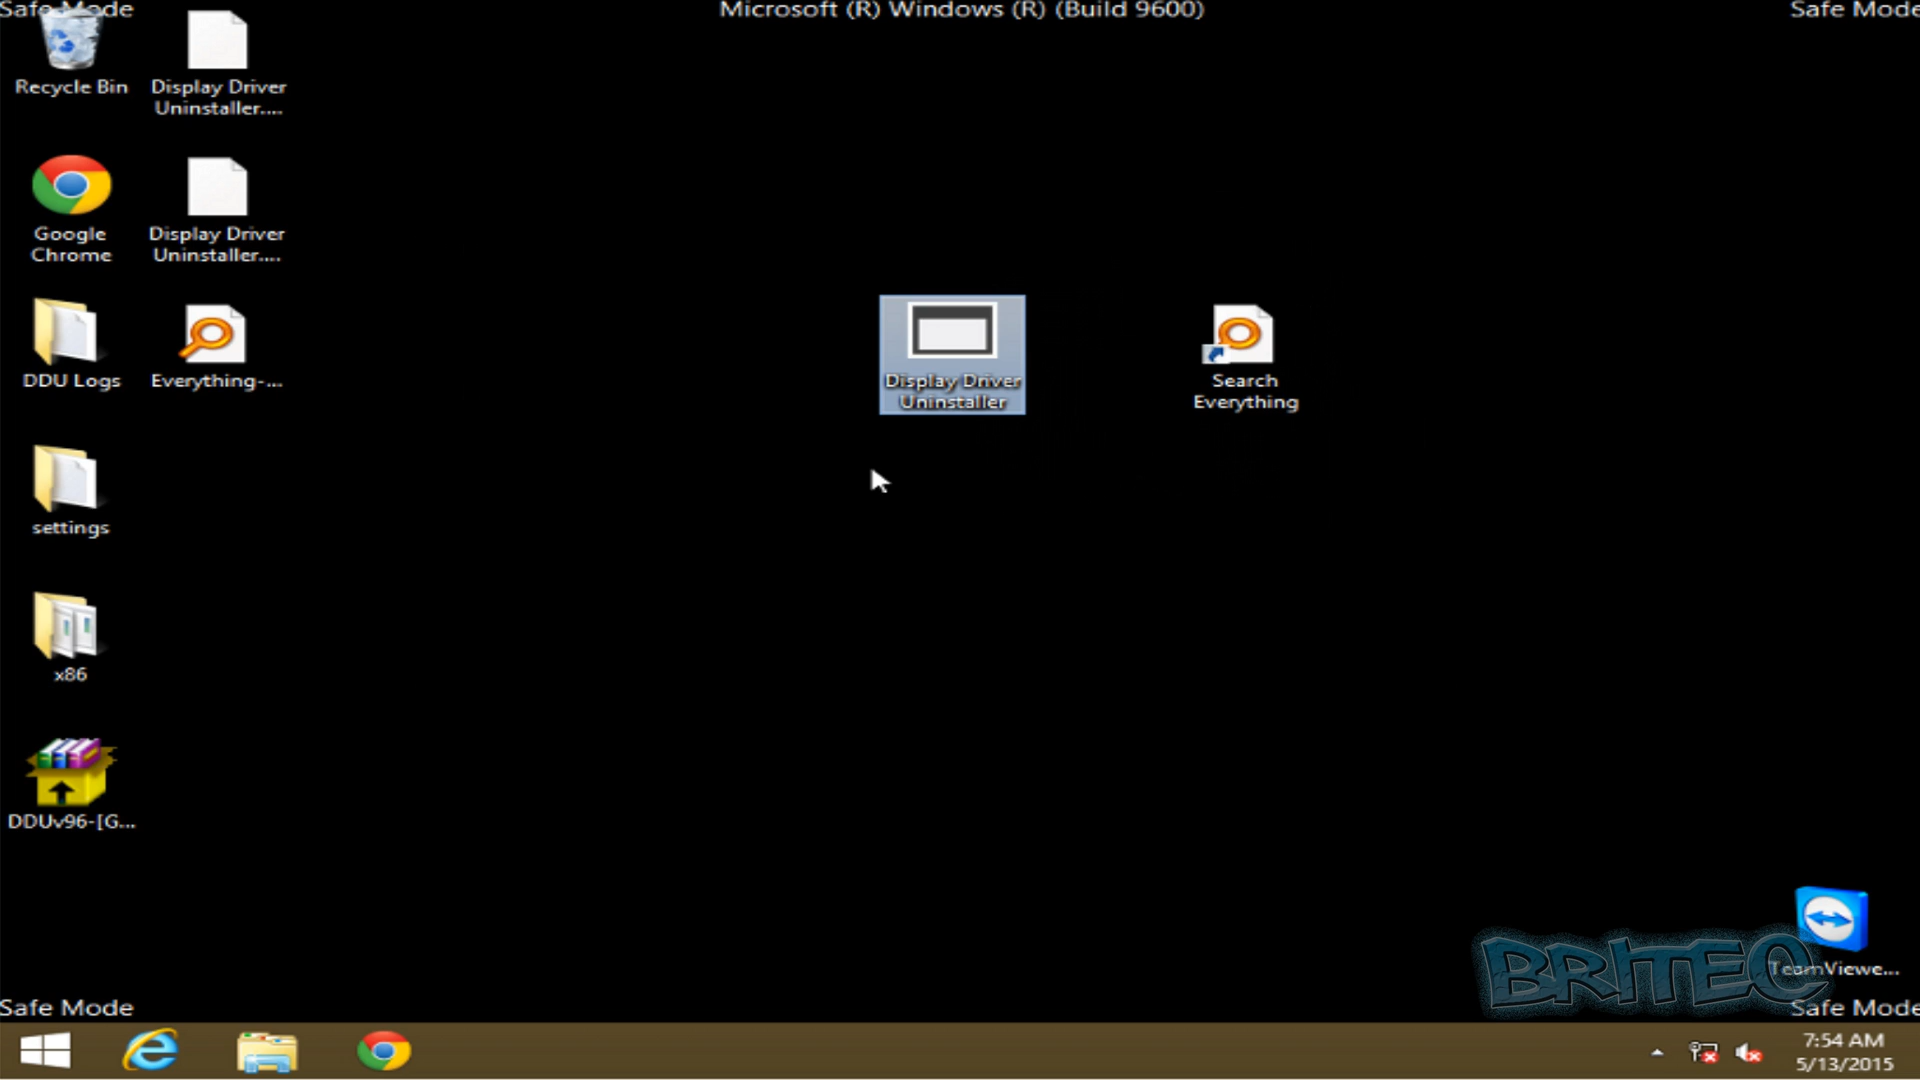 Safe Mode
Microsoft (R) Windows (R) (Build 9600)
Safe Mode
Recycle Bin
Display Driver
Uninstaller....
Google
Chrome
Display Driver
Uninstaller....
DDU Logs
Everything-...
Display Driver
Uninstaller
Search
Everything
settings
x86
DDUv96-[G...
TeamViewe...
BRITEC
Safe Mode
Safe Mode
7:54 AM
5/13/2015